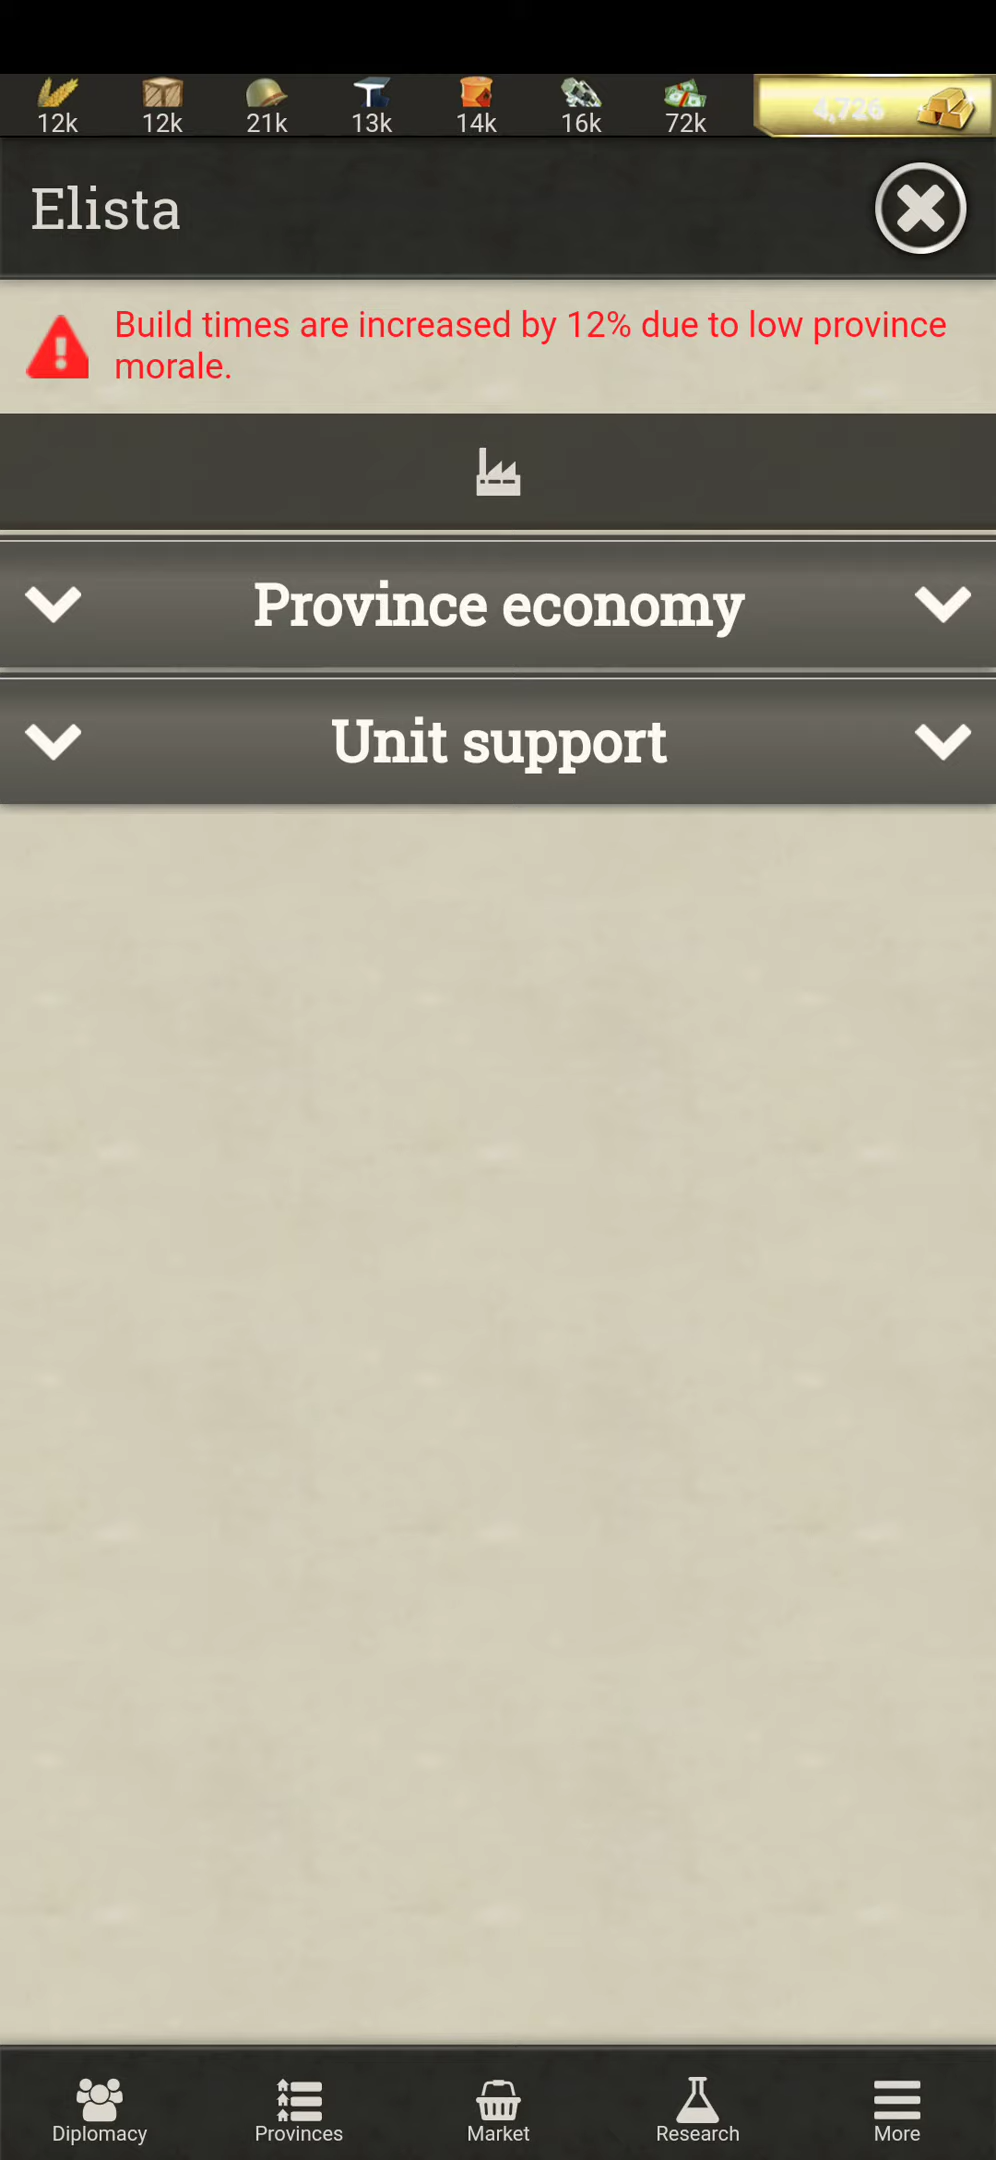 12k 12k 21k 13k 14k 16k 72k 4,726
Elista
Build times are increased by 12% due to low province
morale.
Province economy
Unit support
Diplomacy Provinces Market Research More